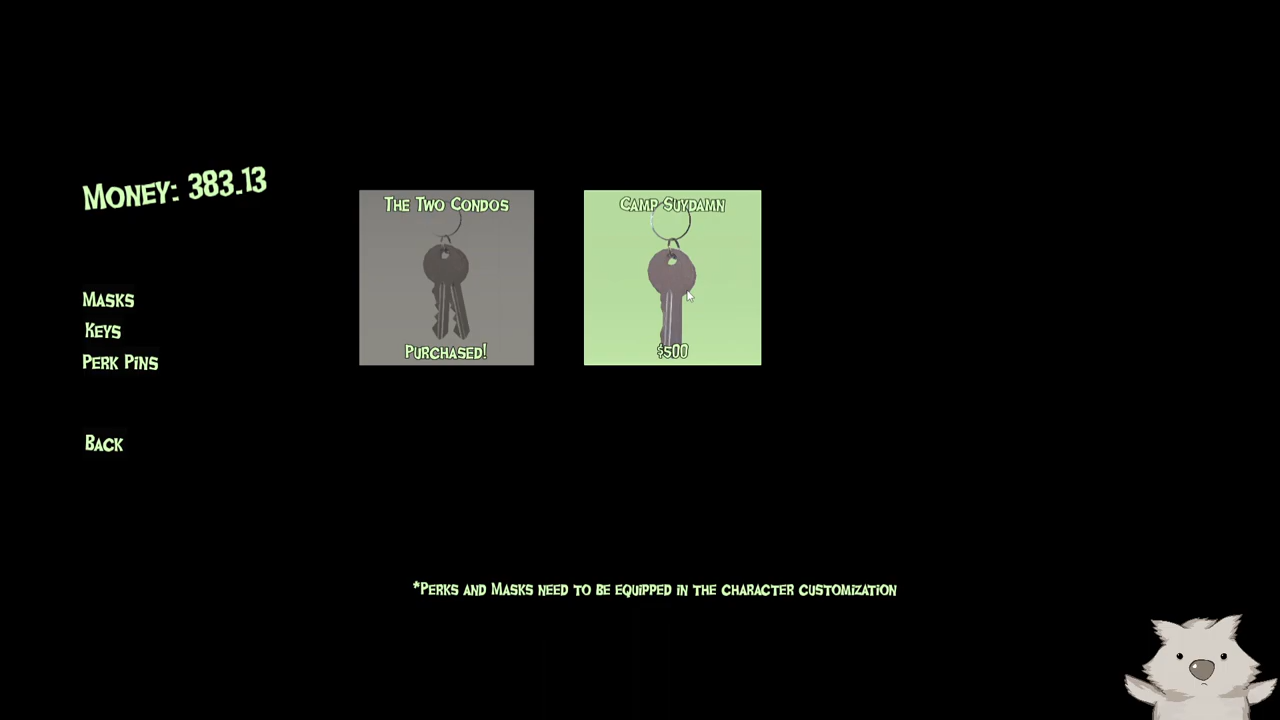 Money: 383.13
Masks
Keys
Perk Pins
Back
The Two Condos
Purchased!
Camp Suydamn
$500
*Perks and Masks need to be equipped in the character customization